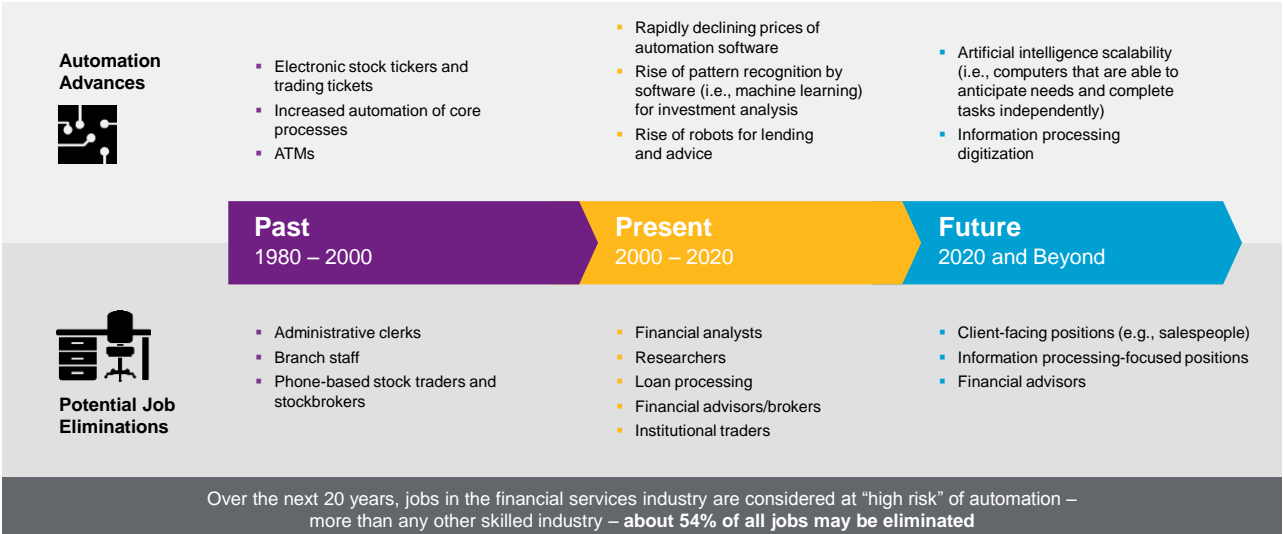 Automation
Advances
▪ Electronic stock tickers and
trading tickets
▪ Increased automation of core
processes
▪ ATMs
▪ Rapidly declining prices of
automation software
▪ Rise of pattern recognition by
software (i.e., machine learning)
for investment analysis
▪ Rise of robots for lending
and advice
▪ Artificial intelligence scalability
(i.e., computers that are able to
anticipate needs and complete
tasks independently)
▪ Information processing
digitization
Past
1980 – 2000
Present
2000 – 2020
Future
2020 and Beyond
Potential Job
Eliminations
▪ Administrative clerks
▪ Branch staff
▪ Phone-based stock traders and
stockbrokers
▪ Financial analysts
▪ Researchers
▪ Loan processing
▪ Financial advisors/brokers
▪ Institutional traders
▪ Client-facing positions (e.g., salespeople)
▪ Information processing-focused positions
▪ Financial advisors
Over the next 20 years, jobs in the financial services industry are considered at “high risk” of automation –
more than any other skilled industry – about 54% of all jobs may be eliminated